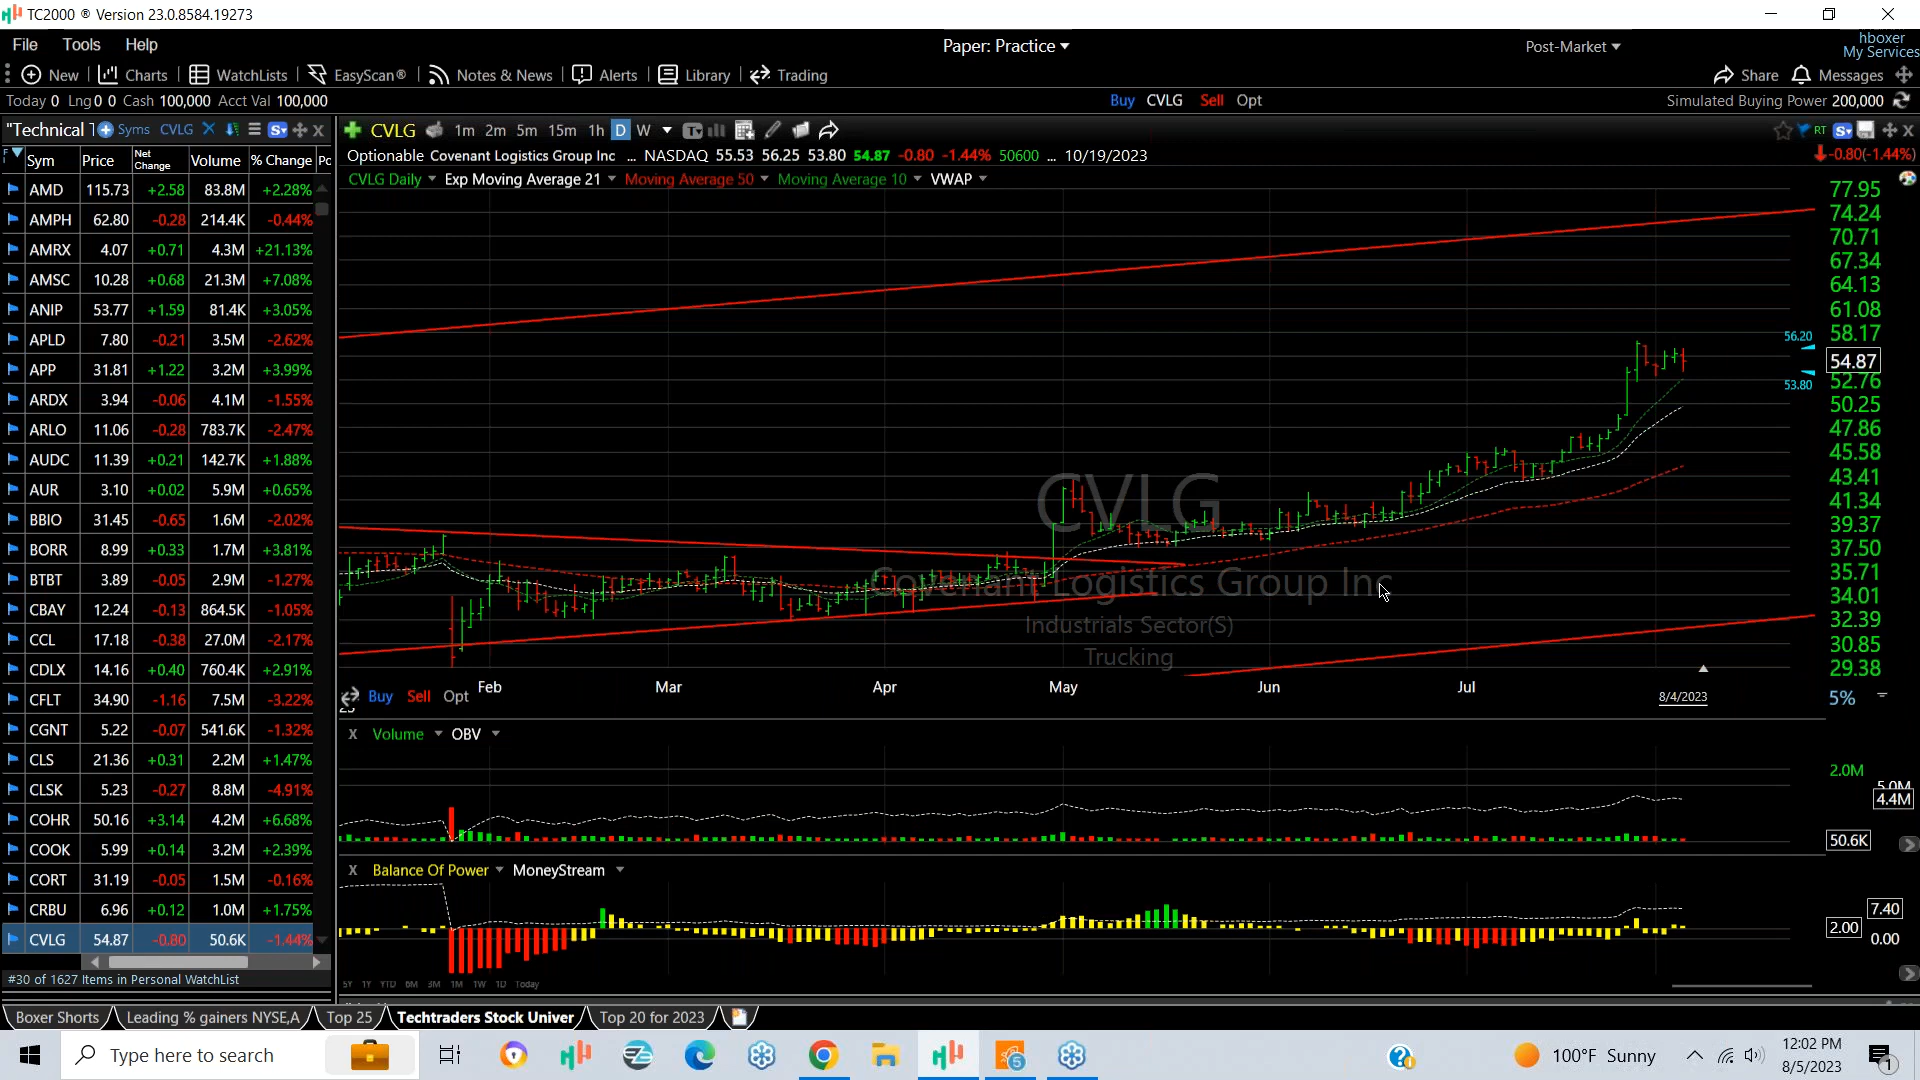 TC2000 ® Version 23.0.8584.19273
File Tools Help
Paper: Practice
Post-Market
hboxer
My Services
New Charts WatchLists EasyScan® Notes & News Alerts Library Trading
Share Messages
Today 0 Lng 0 0 Cash 100,000 Acct Val 100,000
Buy CVLG Sell Opt
Simulated Buying Power 200,000
"Technical T Syms CVLG
CVLG 1m 2m 5m 15m 1h D W
RT
Optionable Covenant Logistics Group Inc ... NASDAQ 55.53 56.25 53.80 54.87 -0.80 -1.44% 50600 ... 10/19/2023
-0.80(-1.44%)
CVLG Daily Exp Moving Average 21 Moving Average 50 Moving Average 10 VWAP
Sym Price Net Change Volume % Change Pc
AMD 115.73 +2.58 83.8M +2.28%
AMPH 62.80 -0.28 214.4K -0.44%
AMRX 4.07 +0.71 4.3M +21.13%
AMSC 10.28 +0.68 21.3M +7.08%
ANIP 53.77 +1.59 81.4K +3.05%
APLD 7.80 -0.21 3.5M -2.62%
APP 31.81 +1.22 3.2M +3.99%
ARDX 3.94 -0.06 4.1M -1.55%
ARLO 11.06 -0.28 783.7K -2.47%
AUDC 11.39 +0.21 142.7K +1.88%
AUR 3.10 +0.02 5.9M +0.65%
BBIO 31.45 -0.65 1.6M -2.02%
BORR 8.99 +0.33 1.7M +3.81%
BTBT 3.89 -0.05 2.9M -1.27%
CBAY 12.24 -0.13 864.5K -1.05%
CCL 17.18 -0.38 27.0M -2.17%
CDLX 14.16 +0.40 760.4K +2.91%
CFLT 34.90 -1.16 7.5M -3.22%
CGNT 5.22 -0.07 541.6K -1.32%
CLS 21.36 +0.31 2.2M +1.47%
CLSK 5.23 -0.27 8.8M -4.91%
COHR 50.16 +3.14 4.2M +6.68%
COOK 5.99 +0.14 3.2M +2.39%
CORT 31.19 -0.05 1.5M -0.16%
CRBU 6.96 +0.12 1.0M +1.75%
CVLG 54.87 -0.80 50.6K -1.44%
#30 of 1627 Items in Personal WatchList
77.95
74.24
70.71
67.34
64.13
61.08
58.17
56.20
54.87
53.80
52.76
50.25
47.86
45.58
43.41
41.34
39.37
37.50
35.71
34.01
32.39
30.85
29.38
CVLG
Covenant Logistics Group Inc
Industrials Sector(S)
Trucking
Feb Mar Apr May Jun Jul
Buy Sell Opt
8/4/2023
5%
Volume OBV
2.0M
5.0M
4.4M
50.6K
Balance Of Power MoneyStream
7.40
2.00
0.00
5Y 1Y YTD 6M 3M 1M 1W 1D Today
Boxer Shorts Leading % gainers NYSE,A Top 25 Techtraders Stock Univer Top 20 for 2023
Type here to search
5
100°F Sunny
12:02 PM
8/5/2023
1